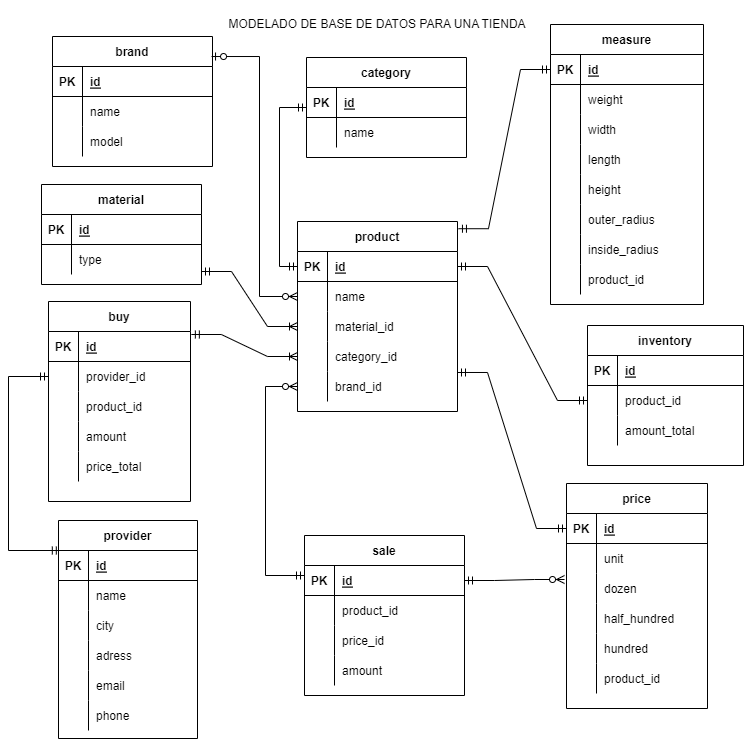 MODELADO DE BASE DE DATOS PARA UNA TIENDA
brand
PK id
name
model
category
PK id
name
measure
PK id
weight
width
length
height
outer_radius
inside_radius
product_id
material
PK id
type
product
PK id
name
material_id
category_id
brand_id
buy
PK id
provider_id
product_id
amount
price_total
inventory
PK id
product_id
amount_total
provider
PK id
name
city
adress
email
phone
sale
PK id
product_id
price_id
amount
price
PK id
unit
dozen
half_hundred
hundred
product_id